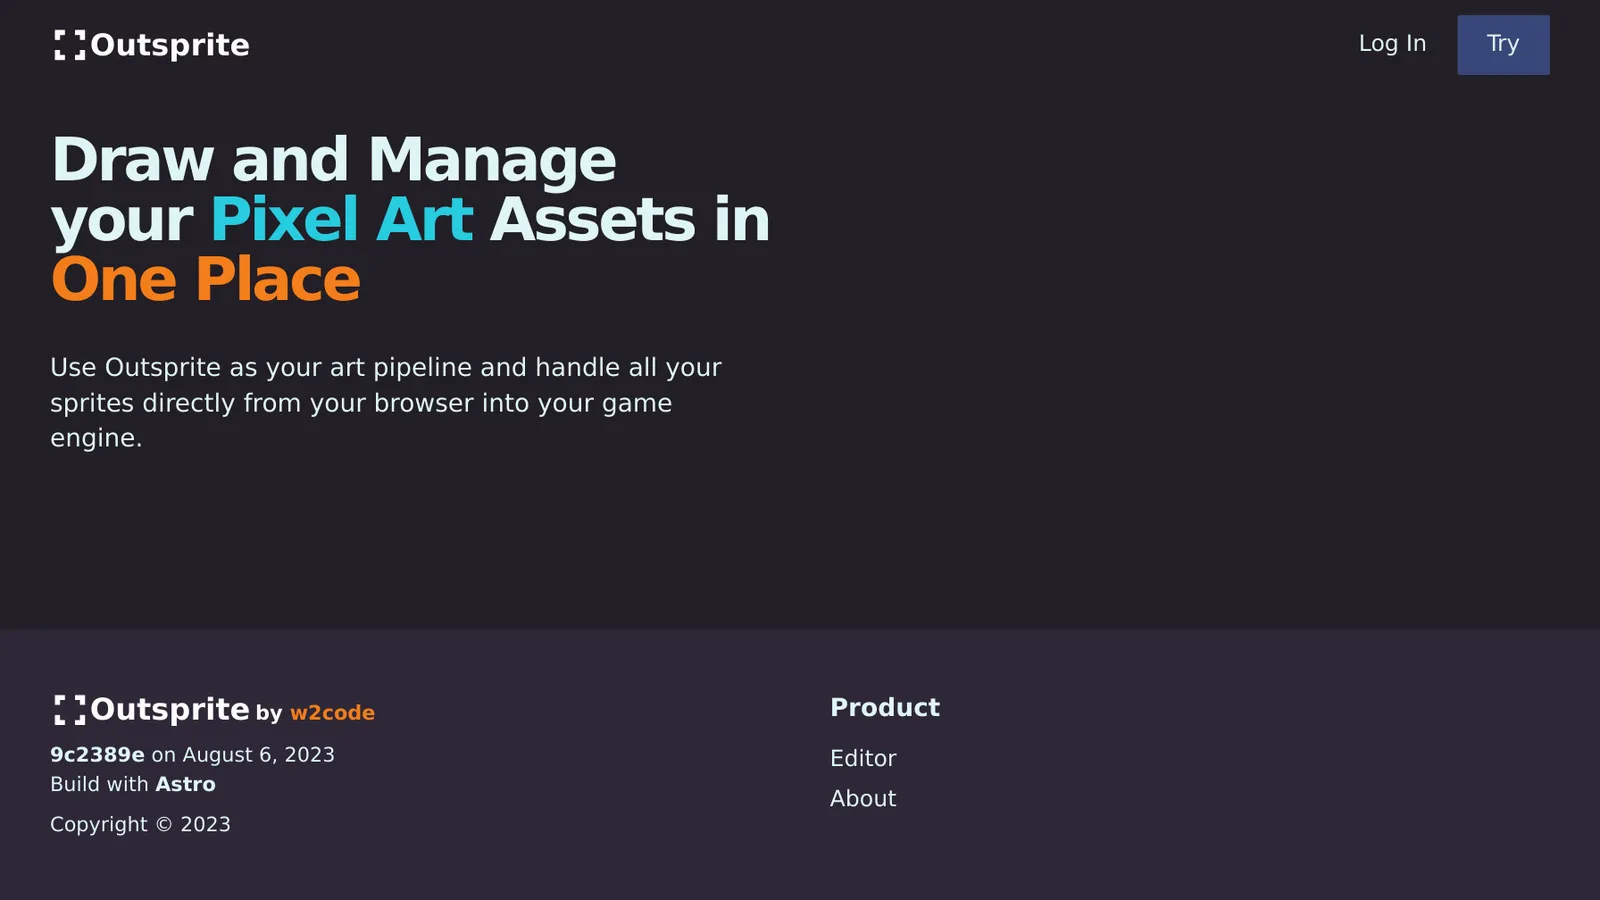 Outsprite
Log In
Try
Draw and Manage
your Pixel Art Assets in
One Place
Use Outsprite as your art pipeline and handle all your
sprites directly from your browser into your game
engine.
Outsprite by w2code
9c2389e on August 6, 2023
Build with Astro
Copyright © 2023
Product
Editor
About